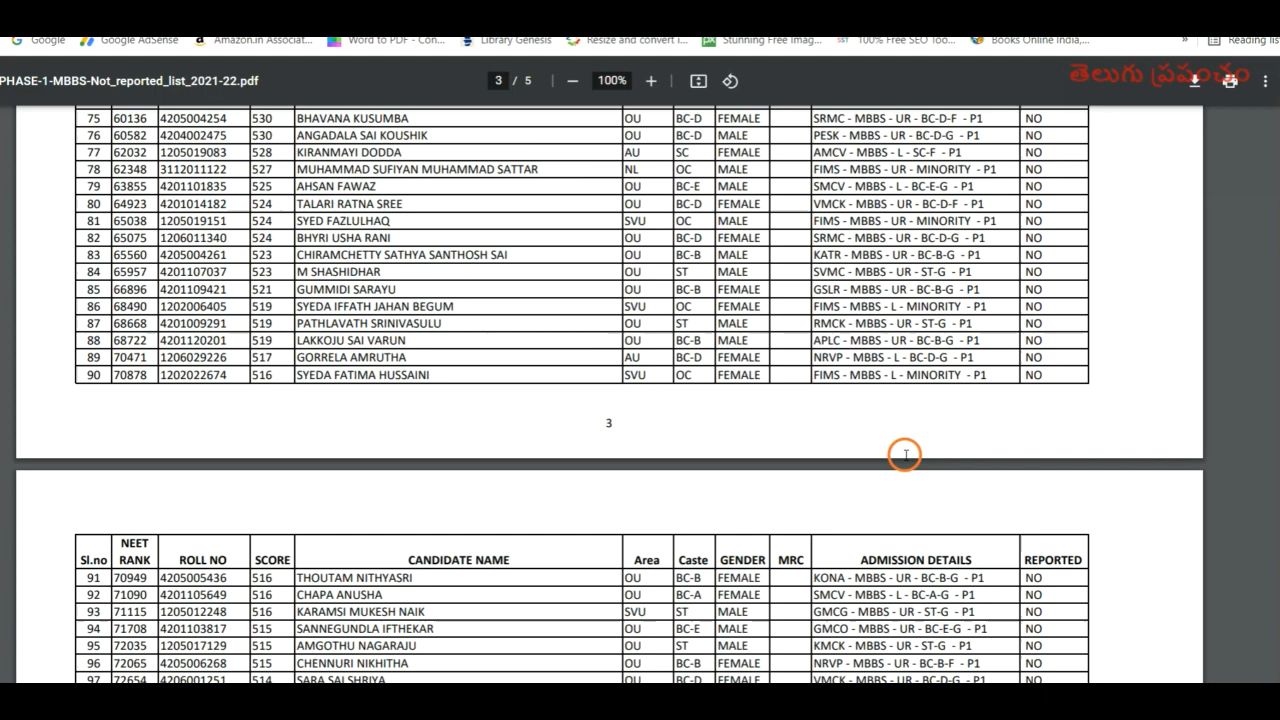 Google Google AdSense Amazon.in Associat... Word to PDF - Con... Library Genesis Resize and convert i... Stunning Free Imag... SST 100% Free SEO Too... Books Online India,... » Reading list
PHASE-1-MBBS-Not_reported_list_2021-22.pdf 3 / 5 − 100% + తెలుగు ప్రపంచం
75 60136 4205004254 530 BHAVANA KUSUMBA OU BC-D FEMALE SRMC - MBBS - UR - BC-D-F - P1 NO
76 60582 4204002475 530 ANGADALA SAI KOUSHIK OU BC-D MALE PESK - MBBS - UR - BC-D-G - P1 NO
77 62032 1205019083 528 KIRANMAYI DODDA AU SC FEMALE AMCV - MBBS - L - SC-F - P1 NO
78 62348 3112011122 527 MUHAMMAD SUFIYAN MUHAMMAD SATTAR NL OC MALE FIMS - MBBS - UR - MINORITY - P1 NO
79 63855 4201101835 525 AHSAN FAWAZ OU BC-E MALE SMCV - MBBS - L - BC-E-G - P1 NO
80 64923 4201014182 524 TALARI RATNA SREE OU BC-D FEMALE VMCK - MBBS - UR - BC-D-F - P1 NO
81 65038 1205019151 524 SYED FAZLULHAQ SVU OC MALE FIMS - MBBS - UR - MINORITY - P1 NO
82 65075 1206011340 524 BHYRI USHA RANI OU BC-D FEMALE SRMC - MBBS - UR - BC-D-G - P1 NO
83 65560 4205004261 523 CHIRAMCHETTY SATHYA SANTHOSH SAI OU BC-B MALE KATR - MBBS - UR - BC-B-G - P1 NO
84 65957 4201107037 523 M SHASHIDHAR OU ST MALE SVMC - MBBS - UR - ST-G - P1 NO
85 66896 4201109421 521 GUMMIDI SARAYU OU BC-B FEMALE GSLR - MBBS - UR - BC-B-G - P1 NO
86 68490 1202006405 519 SYEDA IFFATH JAHAN BEGUM SVU OC FEMALE FIMS - MBBS - L - MINORITY - P1 NO
87 68668 4201009291 519 PATHLAVATH SRINIVASULU OU ST MALE RMCK - MBBS - UR - ST-G - P1 NO
88 68722 4201120201 519 LAKKOJU SAI VARUN OU BC-B MALE APLC - MBBS - UR - BC-B-G - P1 NO
89 70471 1206029226 517 GORRELA AMRUTHA AU BC-D FEMALE NRVP - MBBS - L - BC-D-G - P1 NO
90 70878 1202022674 516 SYEDA FATIMA HUSSAINI SVU OC FEMALE FIMS - MBBS - L - MINORITY - P1 NO
3
Sl.no NEET RANK ROLL NO SCORE CANDIDATE NAME Area Caste GENDER MRC ADMISSION DETAILS REPORTED
91 70949 4205005436 516 THOUTAM NITHYASRI OU BC-B FEMALE KONA - MBBS - UR - BC-B-G - P1 NO
92 71090 4201105649 516 CHAPA ANUSHA OU BC-A FEMALE SMCV - MBBS - L - BC-A-G - P1 NO
93 71115 1205012248 516 KARAMSI MUKESH NAIK SVU ST MALE GMCG - MBBS - UR - ST-G - P1 NO
94 71708 4201103817 515 SANNEGUNDLA IFTHEKAR OU BC-E MALE GMCO - MBBS - UR - BC-E-G - P1 NO
95 72035 1205017129 515 AMGOTHU NAGARAJU OU ST MALE KMCK - MBBS - UR - ST-G - P1 NO
96 72065 4205006268 515 CHENNURI NIKHITHA OU BC-B FEMALE NRVP - MBBS - UR - BC-B-F - P1 NO
97 72654 4206001251 514 SARA SAI SHRIYA OU BC-D FEMALE VMCK - MBBS - UR - BC-D-G - P1 NO